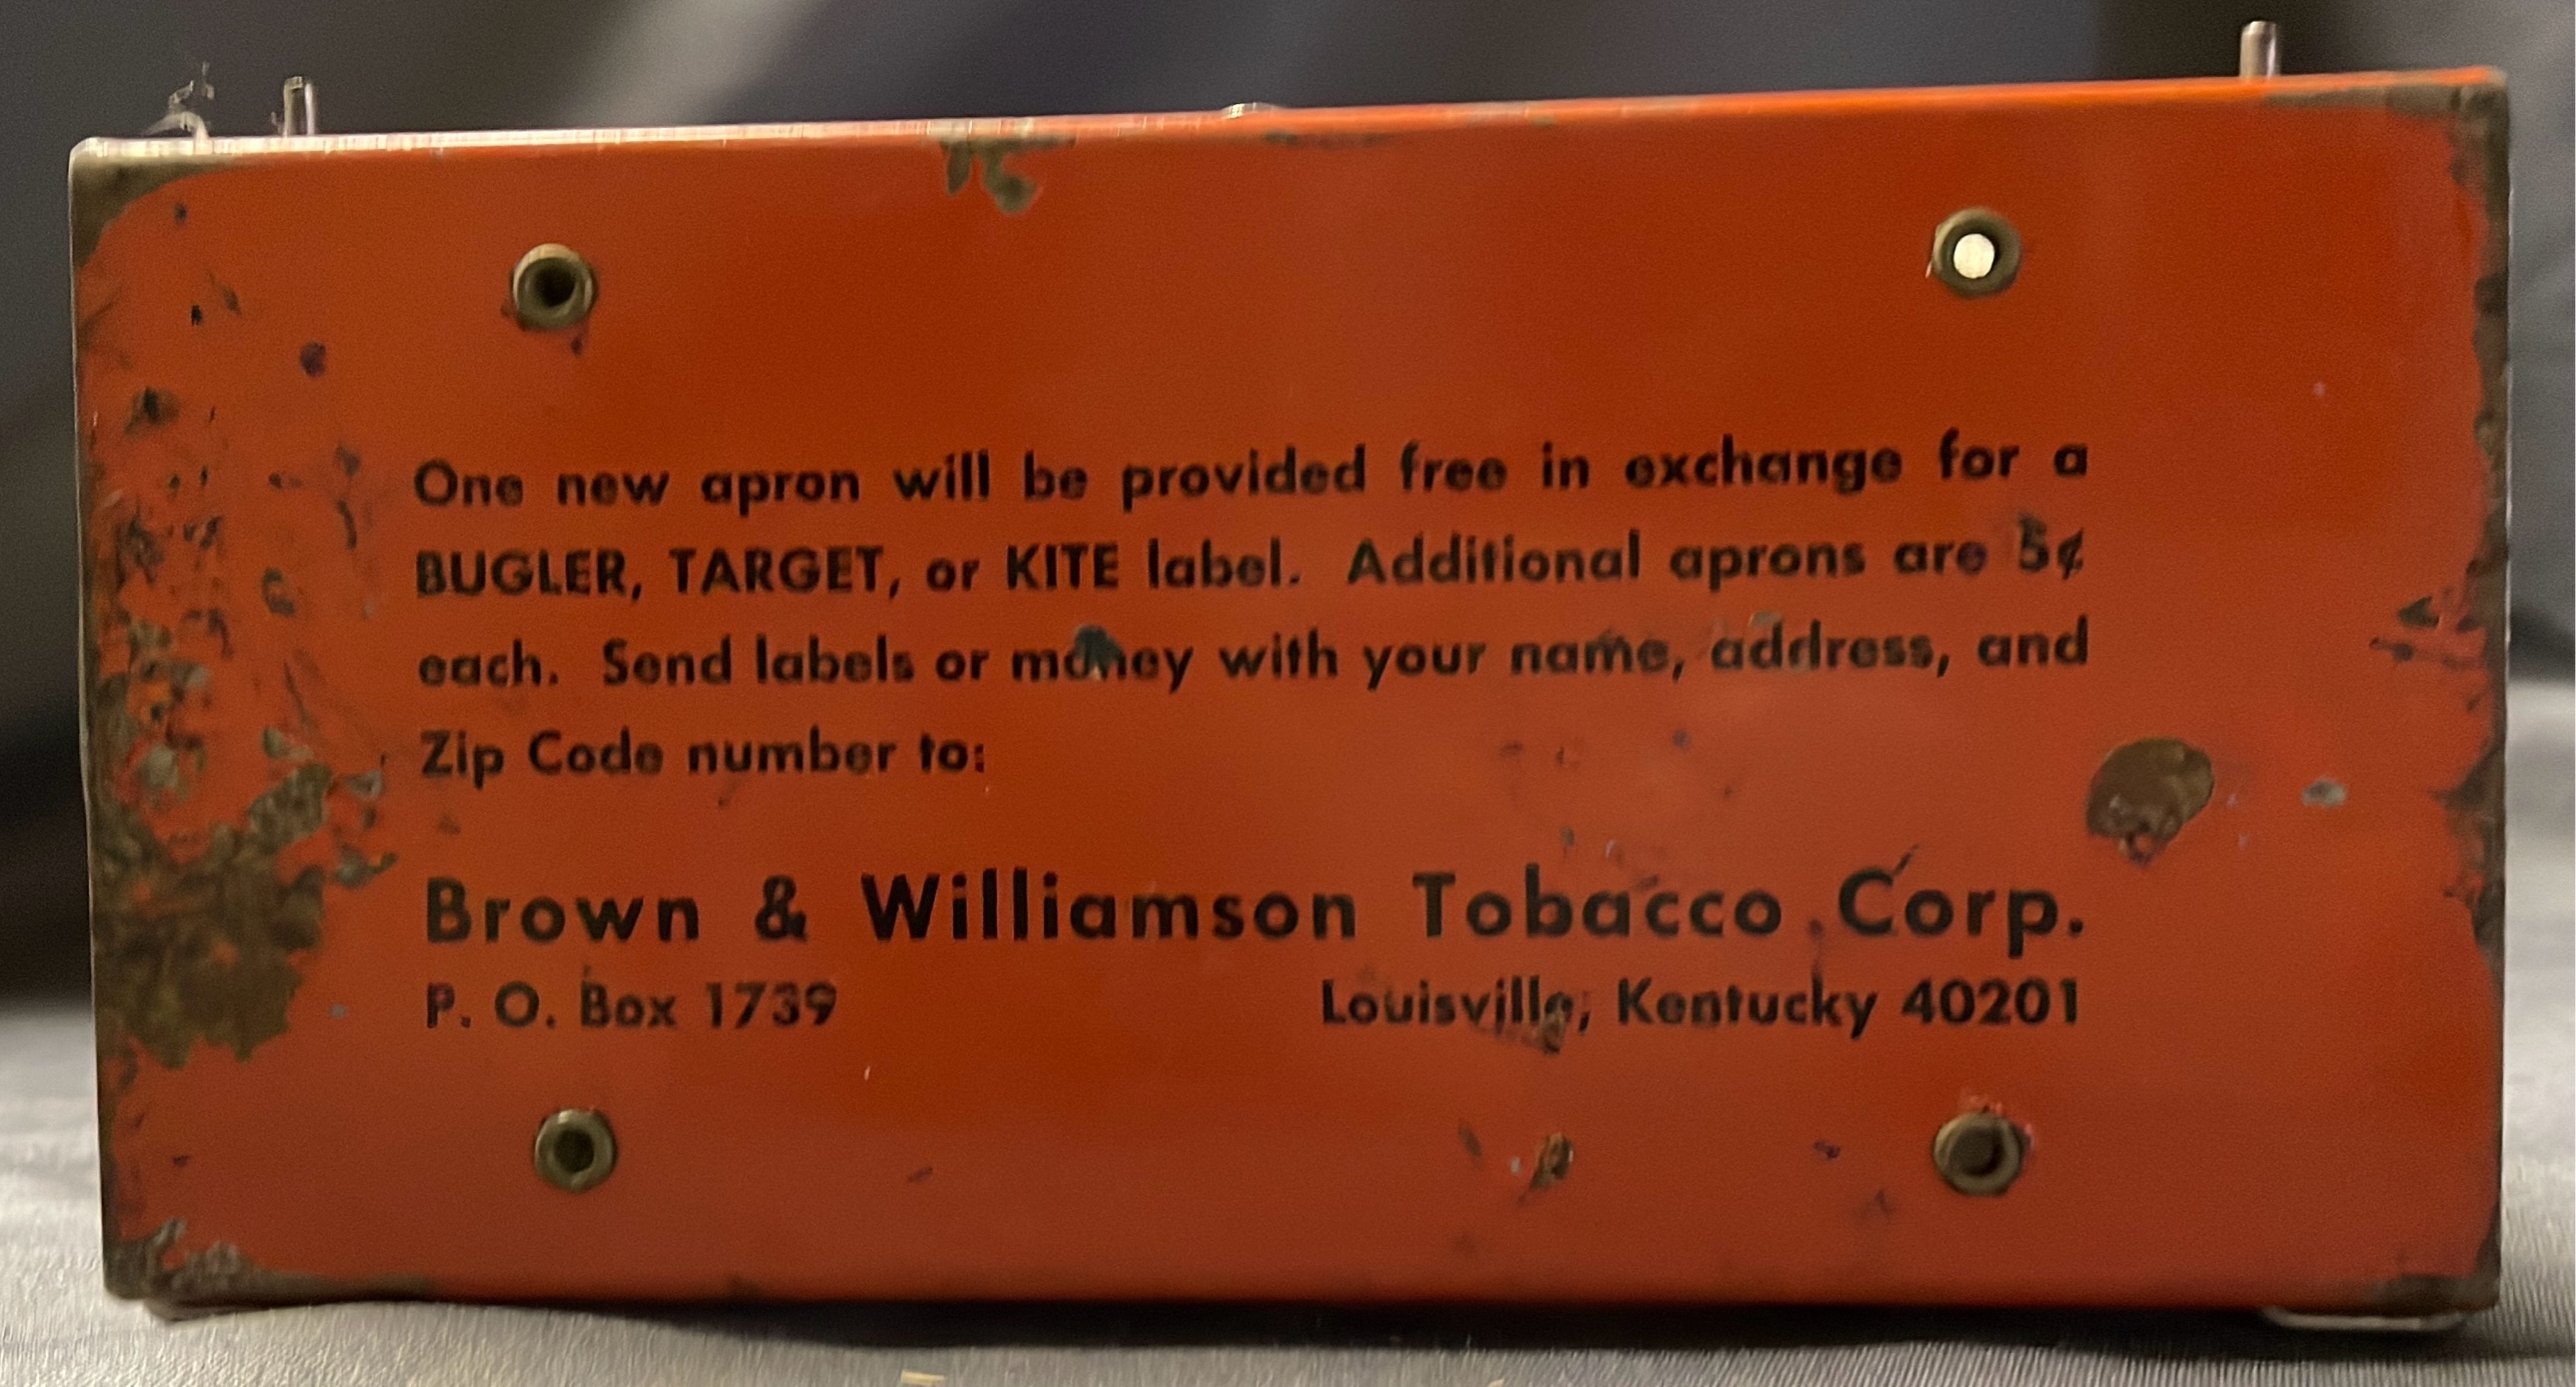 One new apron will be provided free in exchange for a
BUGLER, TARGET, or KITE label. Additional aprons are 5¢
each. Send labels or money with your name, address, and
Zip Code number to:
Brown & Williamson Tobacco Corp.
P. O. Box 1739 Louisville, Kentucky 40201